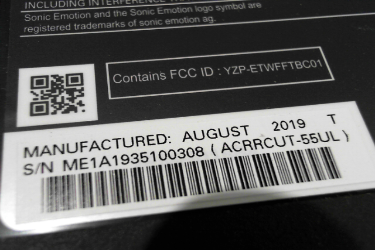 INCLUDING INTERFERENCE
Sonic Emotion and the Sonic Emotion logo symbol are
registered trademarks of sonic emotion ag.
Contains FCC ID : YZP-ETWFFTBC01
MANUFACTURED: AUGUST 2019 T
S/N ME1A1935100308 ( ACRRCUT-55UL )